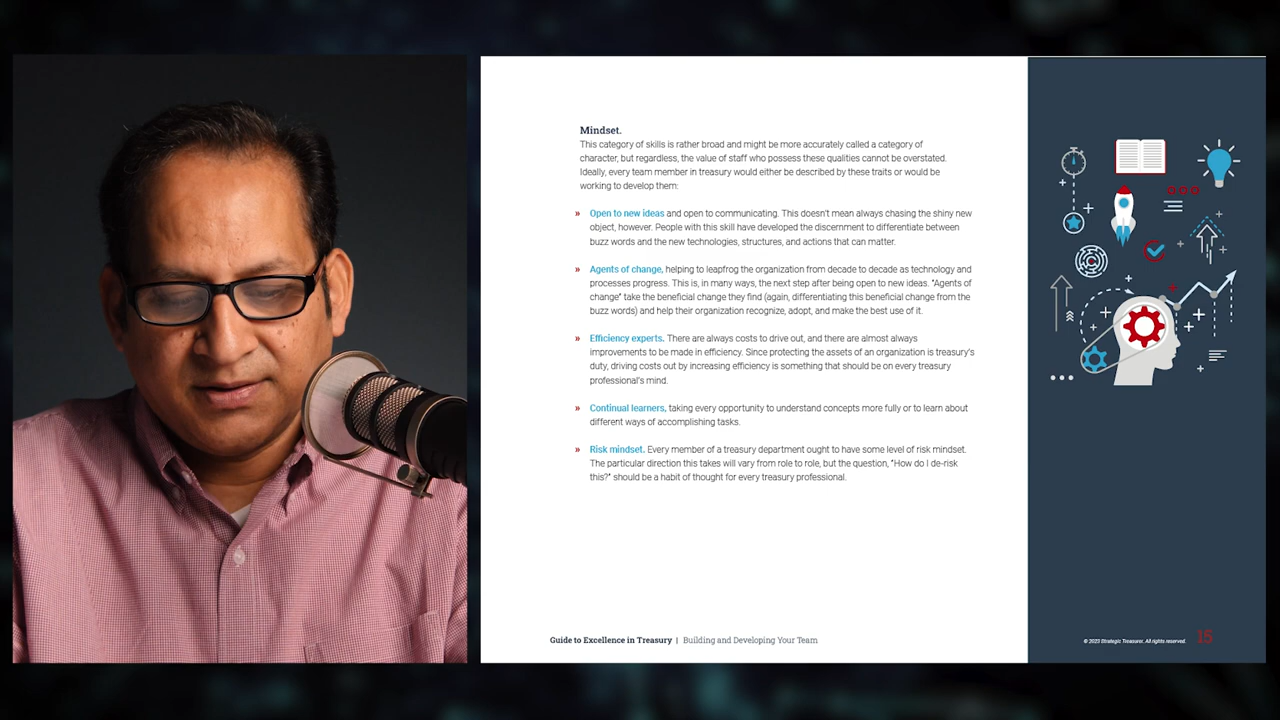 Mindset.
This category of skills is rather broad and might be more accurately called a category of
character, but regardless, the value of staff who possess these qualities cannot be overstated.
Ideally, every team member in treasury would either be described by these traits or would be
working to develop them:
» Open to new ideas and open to communicating. This doesn't mean always chasing the shiny new
object, however. People with this skill have developed the discernment to differentiate between
buzz words and the new technologies, structures, and actions that can matter.
» Agents of change, helping to leapfrog the organization from decade to decade as technology and
processes progress. This is, in many ways, the next step after being open to new ideas. "Agents of
change" take the beneficial change they find (again, differentiating this beneficial change from the
buzz words) and help their organization recognize, adopt, and make the best use of it.
» Efficiency experts. There are always costs to drive out, and there are almost always
improvements to be made in efficiency. Since protecting the assets of an organization is treasury's
duty, driving costs out by increasing efficiency is something that should be on every treasury
professional's mind.
» Continual learners, taking every opportunity to understand concepts more fully or to learn about
different ways of accomplishing tasks.
» Risk mindset. Every member of a treasury department ought to have some level of risk mindset.
The particular direction this takes will vary from role to role, but the question, "How do I de-risk
this?" should be a habit of thought for every treasury professional.
Guide to Excellence in Treasury | Building and Developing Your Team
© 2023 Strategic Treasurer. All rights reserved. 15